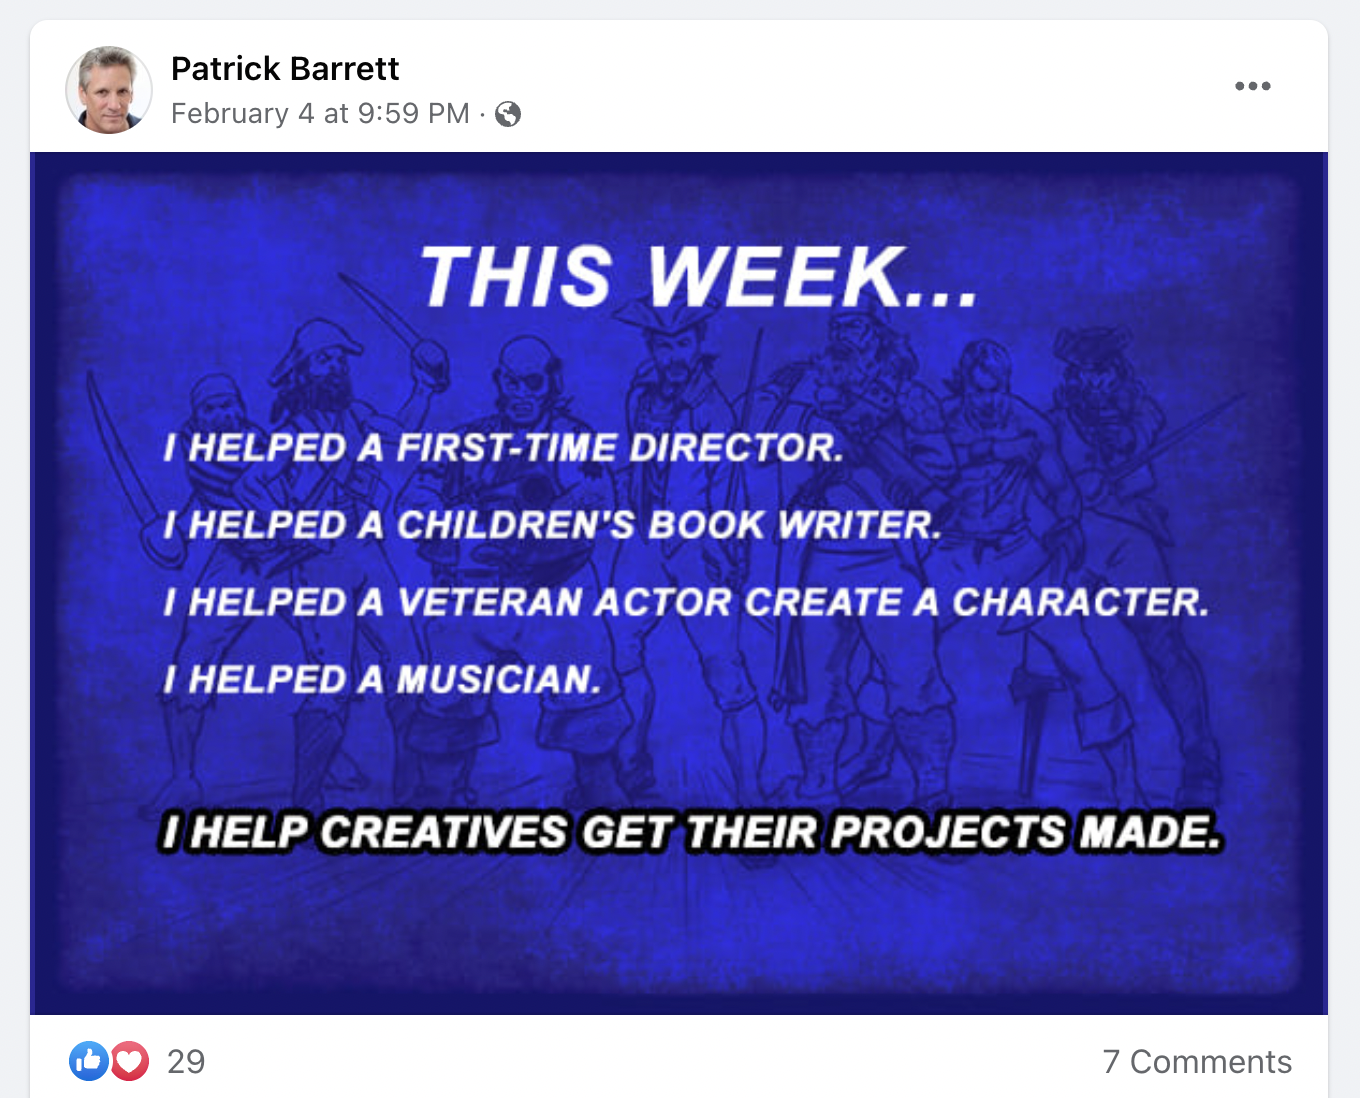 Patrick Barrett
February 4 at 9:59 PM ·
THIS WEEK...
I HELPED A FIRST-TIME DIRECTOR.
I HELPED A CHILDREN'S BOOK WRITER.
I HELPED A VETERAN ACTOR CREATE A CHARACTER.
I HELPED A MUSICIAN.
I HELP CREATIVES GET THEIR PROJECTS MADE.
29
7 Comments